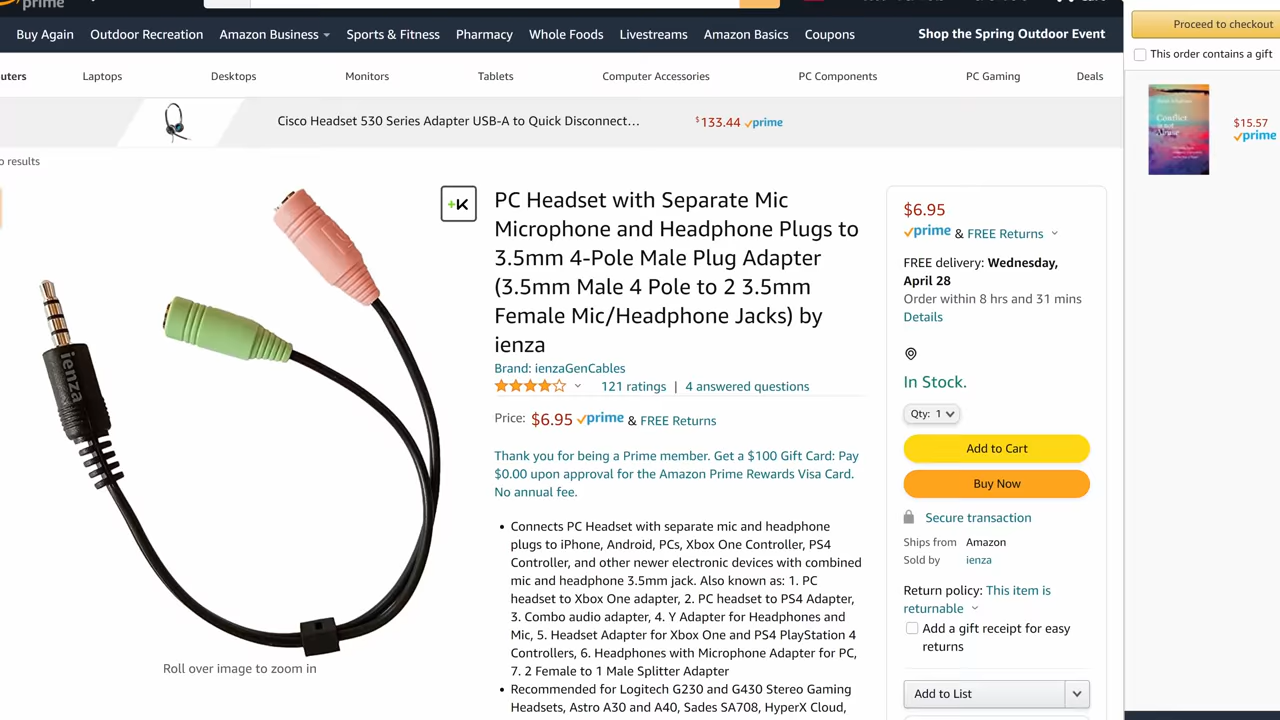 prime
Buy Again Outdoor Recreation Amazon Business Sports & Fitness Pharmacy Whole Foods Livestreams Amazon Basics Coupons Shop the Spring Outdoor Event
Proceed to checkout
This order contains a gift
uters Laptops Desktops Monitors Tablets Computer Accessories PC Components PC Gaming Deals
Cisco Headset 530 Series Adapter USB-A to Quick Disconnect… $133.44 prime
Conflict
is not
Abuse
$15.57
prime
o results
+K
ienza
Roll over image to zoom in
PC Headset with Separate Mic
Microphone and Headphone Plugs to
3.5mm 4-Pole Male Plug Adapter
(3.5mm Male 4 Pole to 2 3.5mm
Female Mic/Headphone Jacks) by
ienza
Brand: ienzaGenCables
121 ratings | 4 answered questions
Price: $6.95 prime & FREE Returns
Thank you for being a Prime member. Get a $100 Gift Card: Pay
$0.00 upon approval for the Amazon Prime Rewards Visa Card.
No annual fee.
• Connects PC Headset with separate mic and headphone
plugs to iPhone, Android, PCs, Xbox One Controller, PS4
Controller, and other newer electronic devices with combined
mic and headphone 3.5mm jack. Also known as: 1. PC
headset to Xbox One adapter, 2. PC headset to PS4 Adapter,
3. Combo audio adapter, 4. Y Adapter for Headphones and
Mic, 5. Headset Adapter for Xbox One and PS4 PlayStation 4
Controllers, 6. Headphones with Microphone Adapter for PC,
7. 2 Female to 1 Male Splitter Adapter
• Recommended for Logitech G230 and G430 Stereo Gaming
Headsets, Astro A30 and A40, Sades SA708, HyperX Cloud,
$6.95
prime & FREE Returns
FREE delivery: Wednesday,
April 28
Order within 8 hrs and 31 mins
Details
In Stock.
Qty: 1
Add to Cart
Buy Now
Secure transaction
Ships from Amazon
Sold by ienza
Return policy: This item is
returnable
Add a gift receipt for easy
returns
Add to List